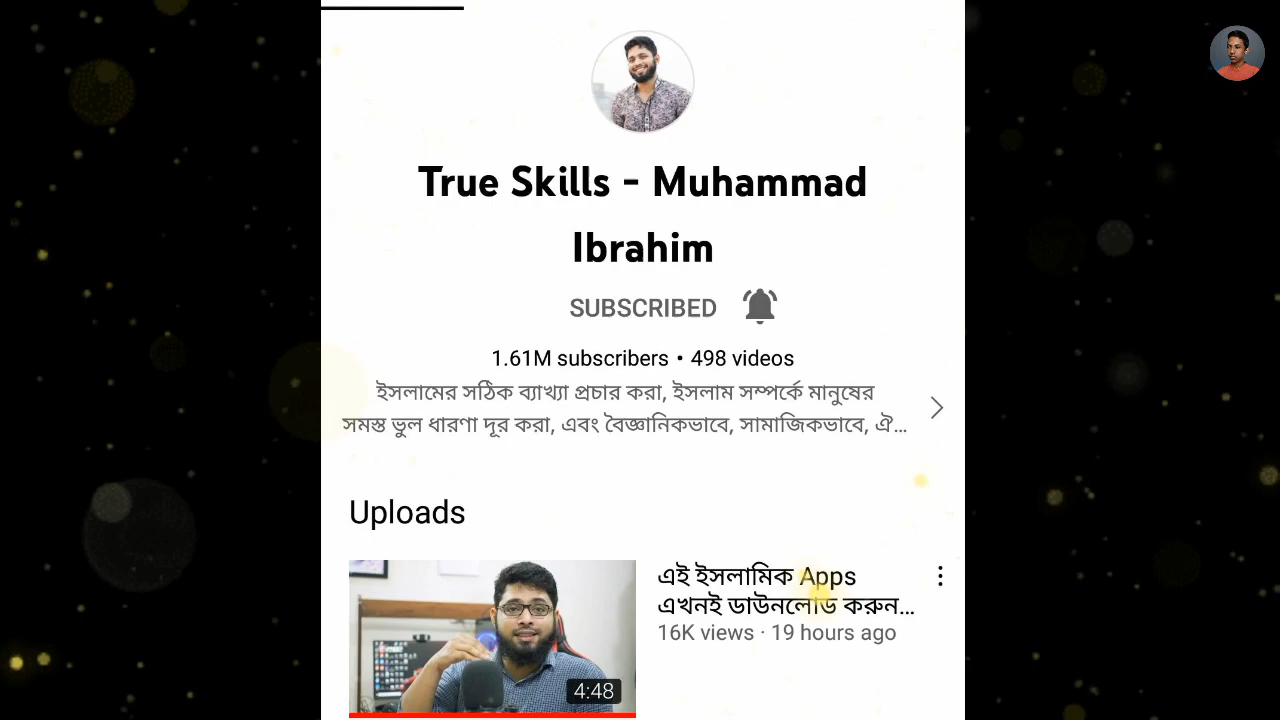 True Skills - Muhammad
Ibrahim
SUBSCRIBED
1.61M subscribers • 498 videos
ইসলামের সঠিক ব্যাখ্যা প্রচার করা, ইসলাম সম্পর্কে মানুষের
সমস্ত ভুল ধারণা দূর করা, এবং বৈজ্ঞানিকভাবে, সামাজিকভাবে, ঐ...
Uploads
এই ইসলামিক Apps
এখনই ডাউনলোড করুন...
16K views · 19 hours ago
4:48